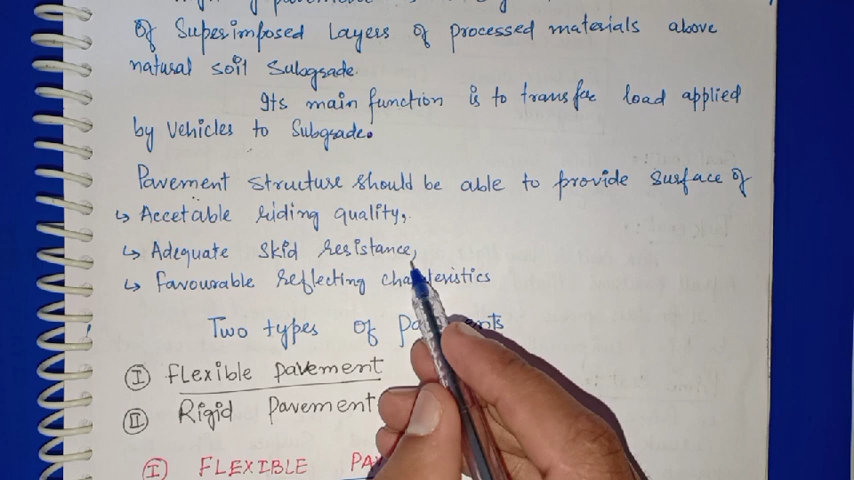 of Superimposed Layers of processed materials above
natural soil Subgrade.
Its main function is to transfer load applied
by vehicles to Subgrade.
Pavement structure should be able to provide surface of
↳ Accetable riding quality,
↳ Adequate skid resistance,
↳ Favourable reflecting characteristics
Two types of
I Flexible pavement
II Rigid Pavement
I FLEXIBLE